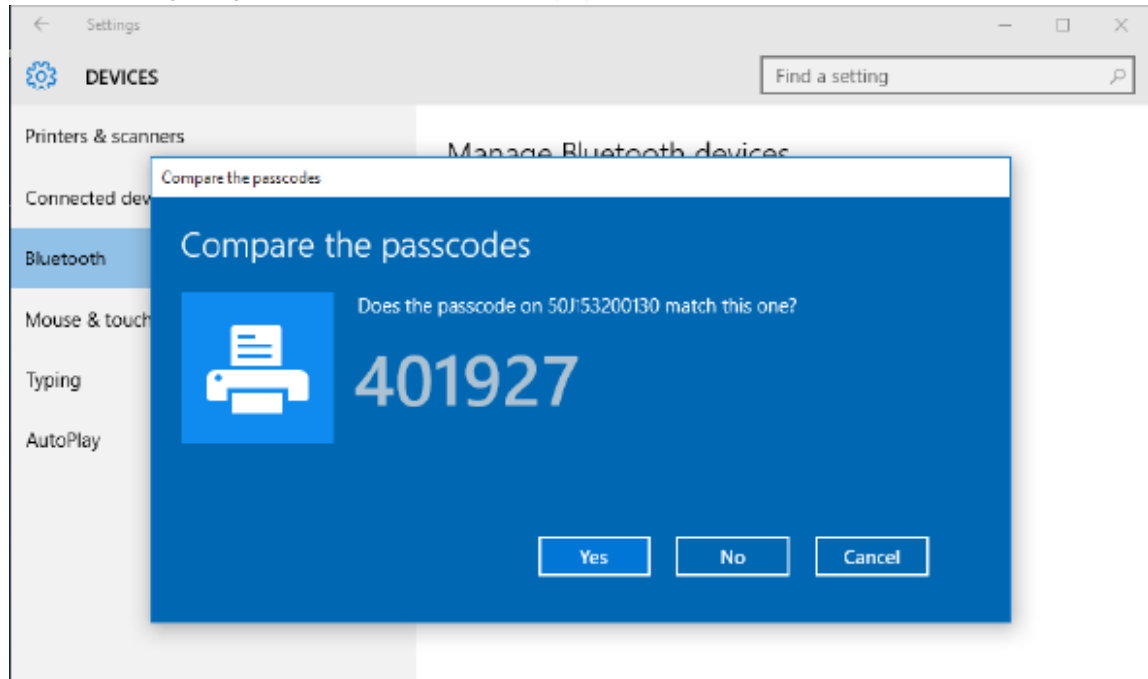 Settings
DEVICES
Find a setting
Printers & scanners
Manage Bluetooth devices
Compare the passcodes
Connected dev
Compare the passcodes
Bluetooth
Does the passcode on 50J153200130 match this one?
Mouse & touch
401927
Typing
AutoPlay
Yes
No
Cancel